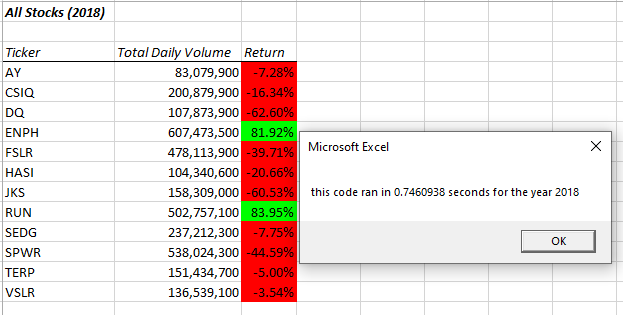 All Stocks (2018)
Ticker Total Daily Volume Return
AY 83,079,900 -7.28%
CSIQ 200,879,900 -16.34%
DQ 107,873,900 -62.60%
ENPH 607,473,500 81.92%
FSLR 478,113,900 -39.71%
HASI 104,340,600 -20.66%
JKS 158,309,000 -60.53%
RUN 502,757,100 83.95%
SEDG 237,212,300 -7.75%
SPWR 538,024,300 -44.59%
TERP 151,434,700 -5.00%
VSLR 136,539,100 -3.54%
Microsoft Excel
this code ran in 0.7460938 seconds for the year 2018
OK